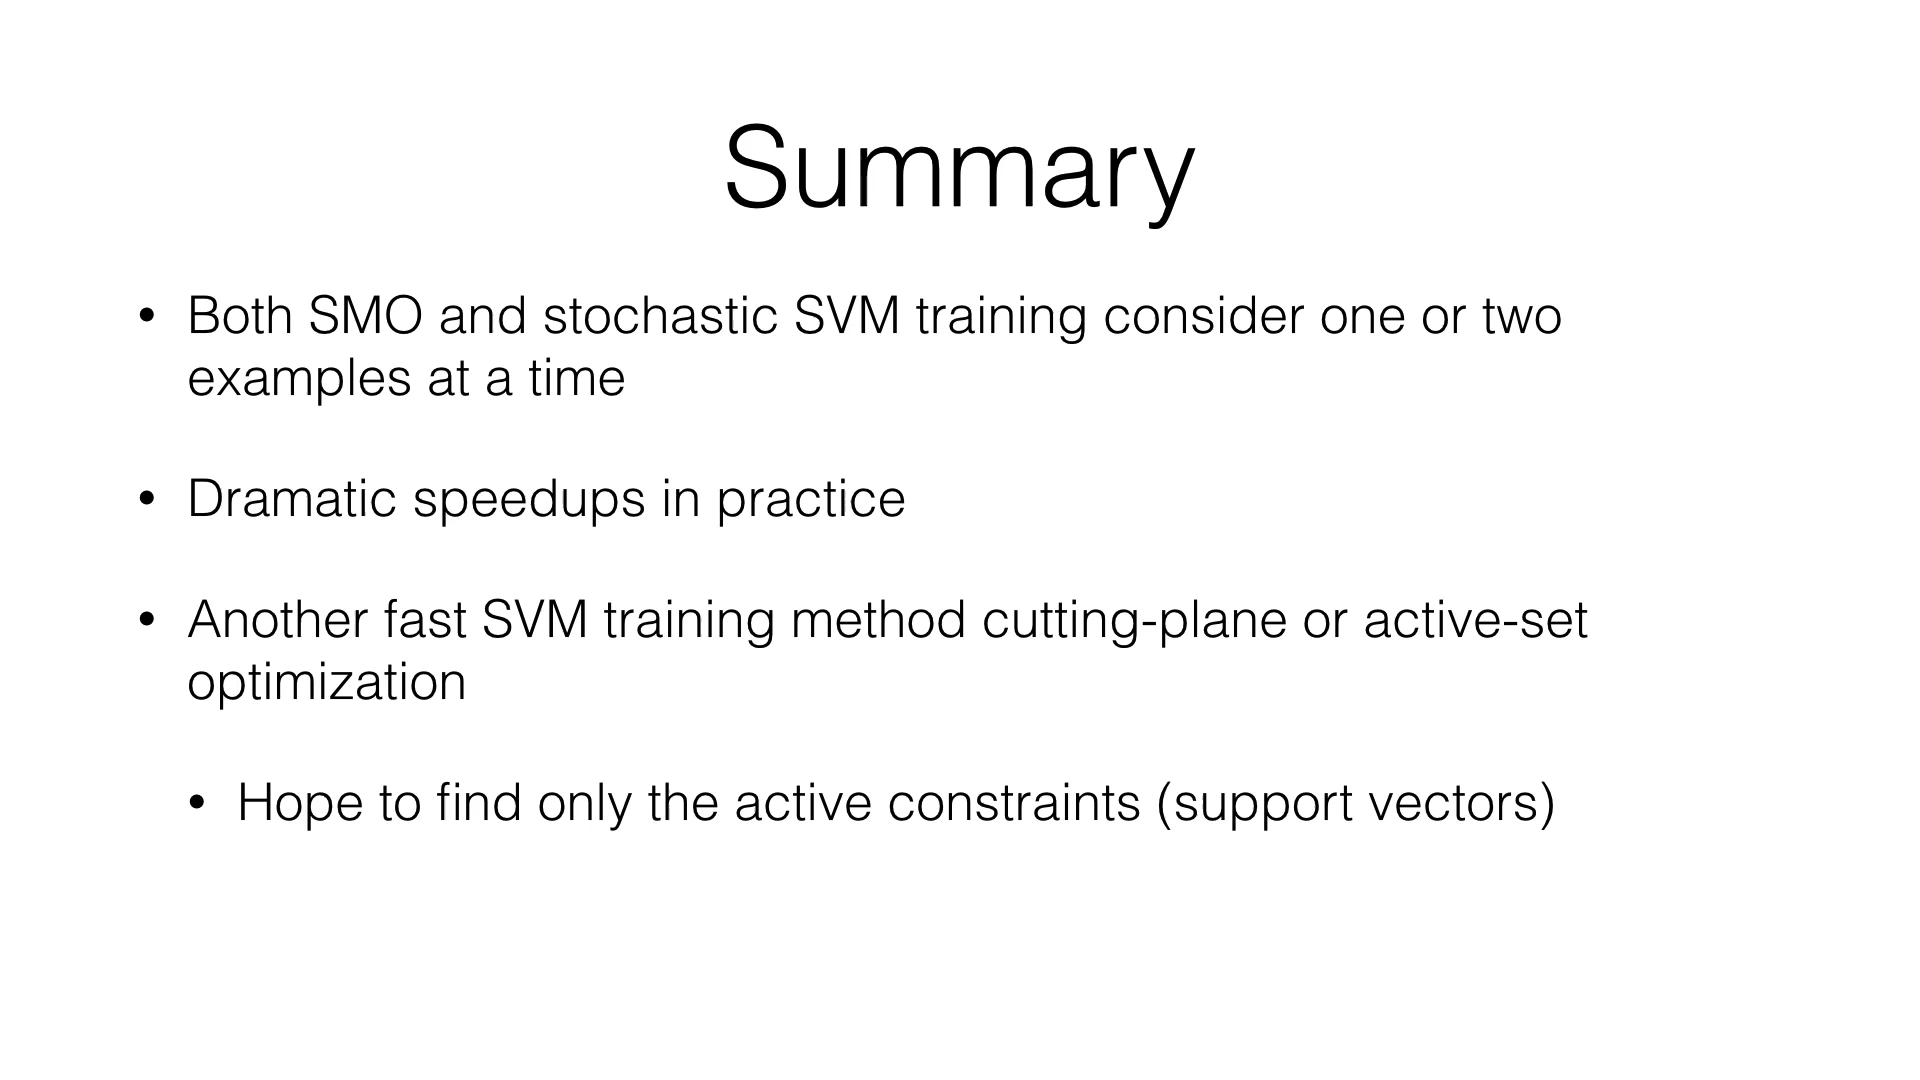 Summary
• Both SMO and stochastic SVM training consider one or two
examples at a time
• Dramatic speedups in practice
• Another fast SVM training method cutting-plane or active-set
optimization
• Hope to find only the active constraints (support vectors)